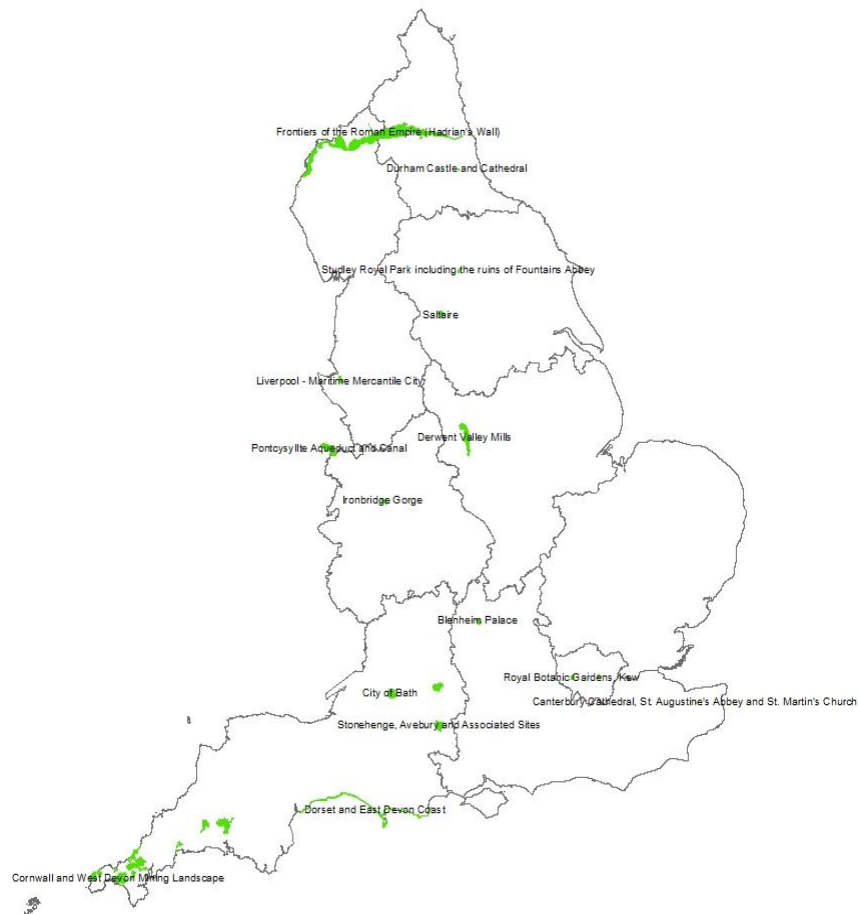 Frontiers of the Roman Empire (Hadrian's Wall)
Durham Castle and Cathedral
Studley Royal Park including the ruins of Fountains Abbey
Saltaire
Liverpool - Maritime Mercantile City
Derwent Valley Mills
Pontcysyllte Aqueduct and Canal
Ironbridge Gorge
Blenheim Palace
Royal Botanic Gardens, Kew
City of Bath
Canterbury Cathedral, St. Augustine's Abbey and St. Martin's Church
Stonehenge, Avebury and Associated Sites
Dorset and East Devon Coast
Cornwall and West Devon Mining Landscape